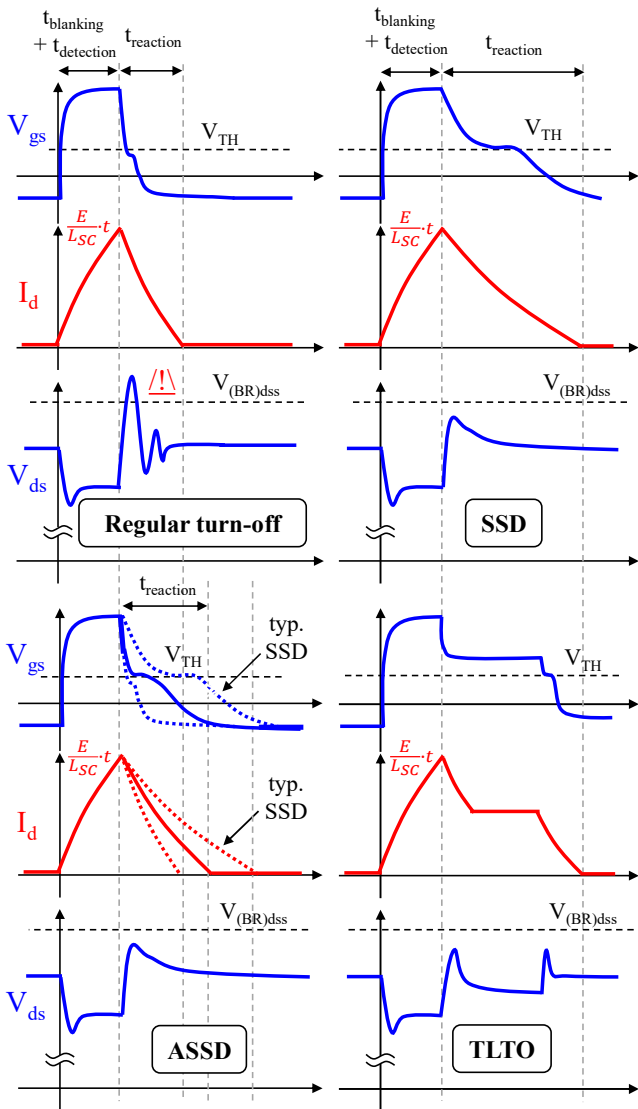 t_blanking
+ t_detection
t_reaction
V_gs
V_TH
E/L_SC·t
I_d
V_(BR)dss
/!\
V_ds
Regular turn-off
t_blanking
+ t_detection
t_reaction
V_TH
E/L_SC·t
V_(BR)dss
SSD
t_reaction
V_gs
V_TH
typ.
SSD
E/L_SC·t
I_d
typ.
SSD
V_(BR)dss
V_ds
ASSD
V_TH
E/L_SC·t
V_(BR)dss
TLTO